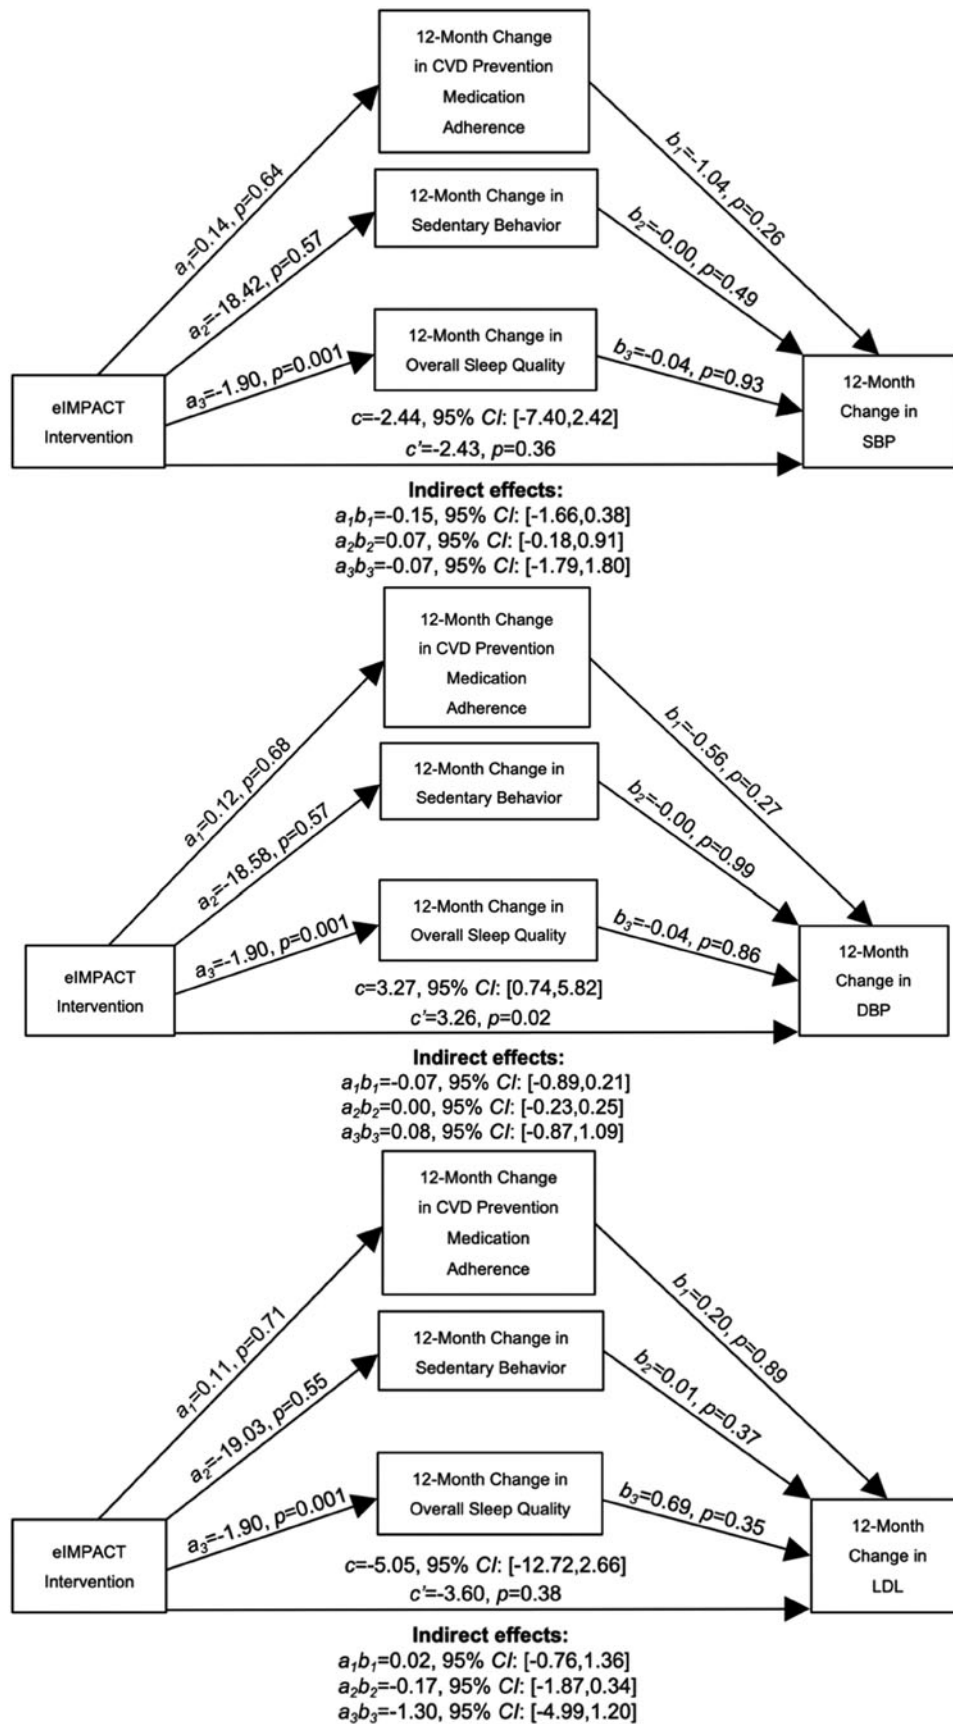 12-Month Change
in CVD Prevention
Medication
Adherence
a1=0.14, p=0.64
b1=-1.04, p=0.26
12-Month Change in
Sedentary Behavior
a2=-18.42, p=0.57
b2=-0.00, p=0.49
12-Month Change in
Overall Sleep Quality
a3=-1.90, p=0.001
b3=-0.04, p=0.93
eIMPACT
Intervention
12-Month
Change in
SBP
c=-2.44, 95% CI: [-7.40,2.42]
c'=-2.43, p=0.36
Indirect effects:
a1b1=-0.15, 95% CI: [-1.66,0.38]
a2b2=0.07, 95% CI: [-0.18,0.91]
a3b3=-0.07, 95% CI: [-1.79,1.80]
12-Month Change
in CVD Prevention
Medication
Adherence
a1=0.12, p=0.68
b1=-0.56, p=0.27
12-Month Change in
Sedentary Behavior
a2=-18.58, p=0.57
b2=-0.00, p=0.99
12-Month Change in
Overall Sleep Quality
a3=-1.90, p=0.001
b3=-0.04, p=0.86
eIMPACT
Intervention
12-Month
Change in
DBP
c=3.27, 95% CI: [0.74,5.82]
c'=3.26, p=0.02
Indirect effects:
a1b1=-0.07, 95% CI: [-0.89,0.21]
a2b2=0.00, 95% CI: [-0.23,0.25]
a3b3=0.08, 95% CI: [-0.87,1.09]
12-Month Change
in CVD Prevention
Medication
Adherence
a1=0.11, p=0.71
b1=0.20, p=0.89
12-Month Change in
Sedentary Behavior
a2=-19.03, p=0.55
b2=0.01, p=0.37
12-Month Change in
Overall Sleep Quality
a3=-1.90, p=0.001
b3=0.69, p=0.35
eIMPACT
Intervention
12-Month
Change in
LDL
c=-5.05, 95% CI: [-12.72,2.66]
c'=-3.60, p=0.38
Indirect effects:
a1b1=0.02, 95% CI: [-0.76,1.36]
a2b2=-0.17, 95% CI: [-1.87,0.34]
a3b3=-1.30, 95% CI: [-4.99,1.20]